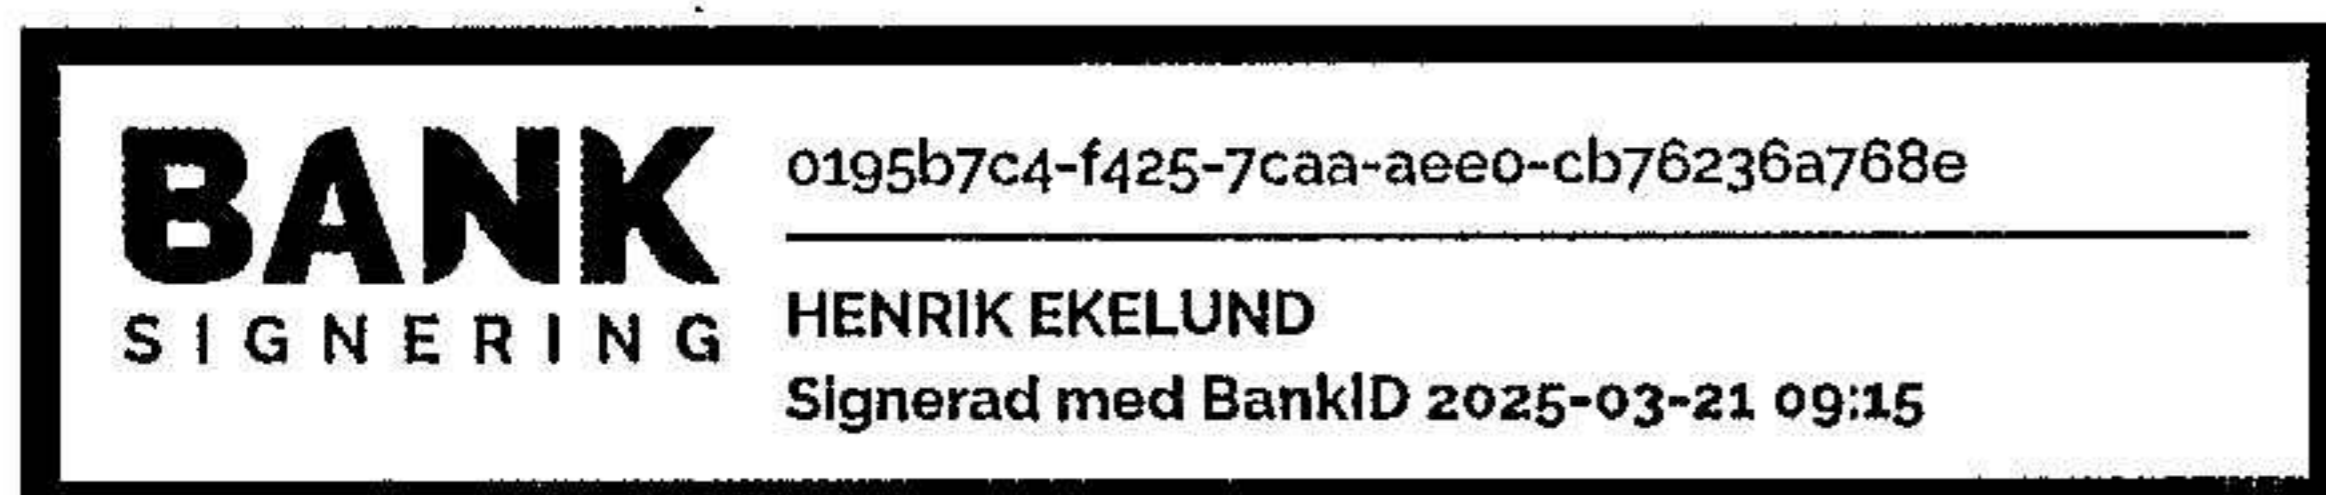 BANK
SIGNERING
0195b7c4-f425-7caa-aee0-cb76236a768e
HENRIK EKELUND
Signerad med BankID 2025-03-21 09:15